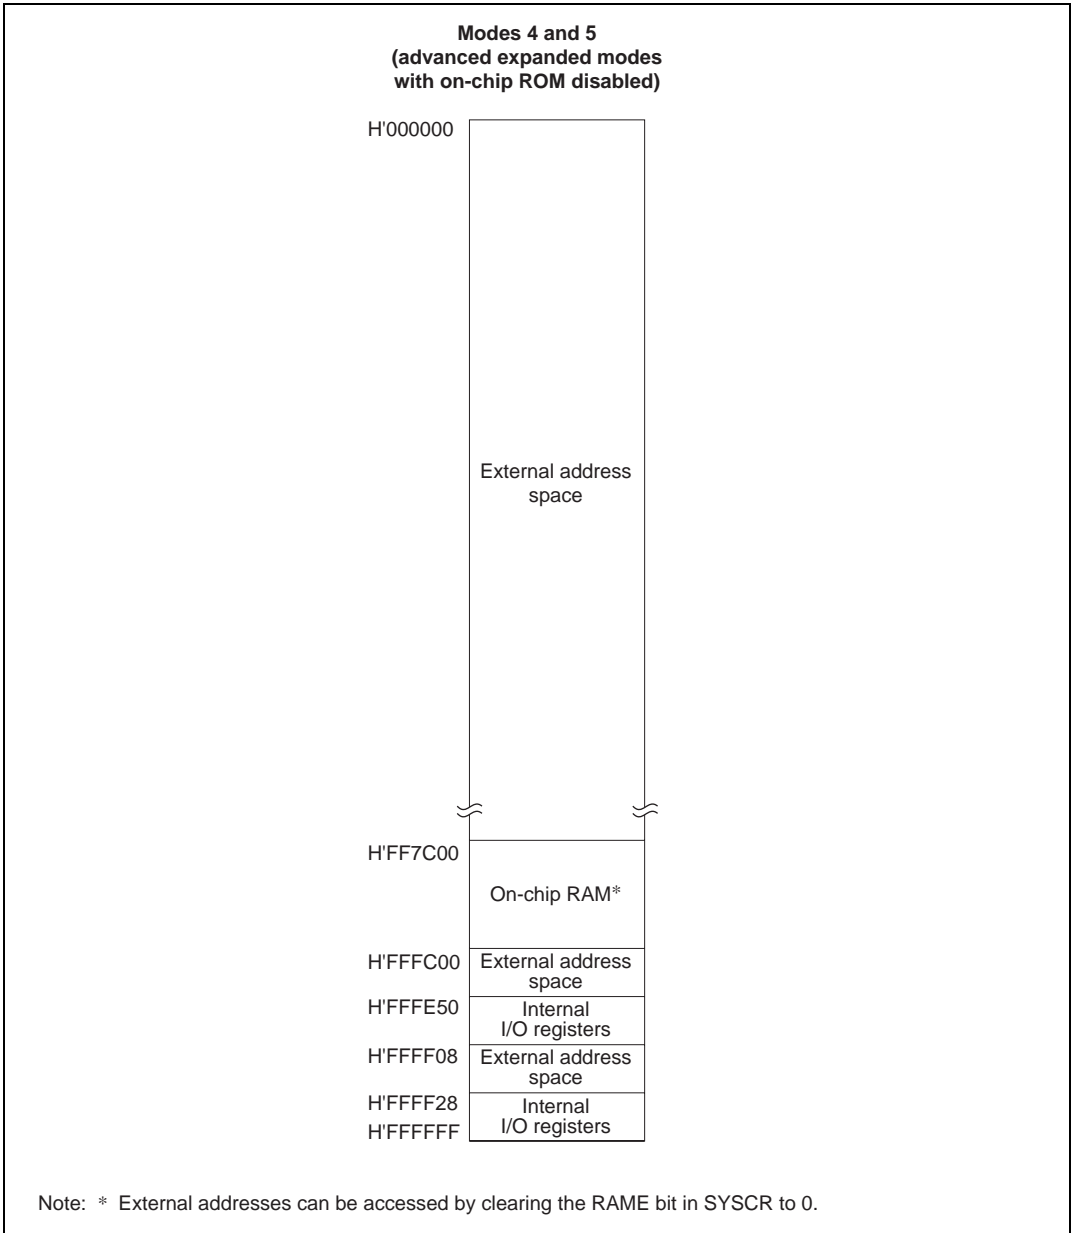 Modes 4 and 5
(advanced expanded modes
with on-chip ROM disabled)
H'000000
External address
space
H'FF7C00
On-chip RAM*
H'FFFC00
External address
space
H'FFFE50
Internal
I/O registers
H'FFFF08
External address
space
H'FFFF28
Internal
I/O registers
H'FFFFFF
Note: * External addresses can be accessed by clearing the RAME bit in SYSCR to 0.